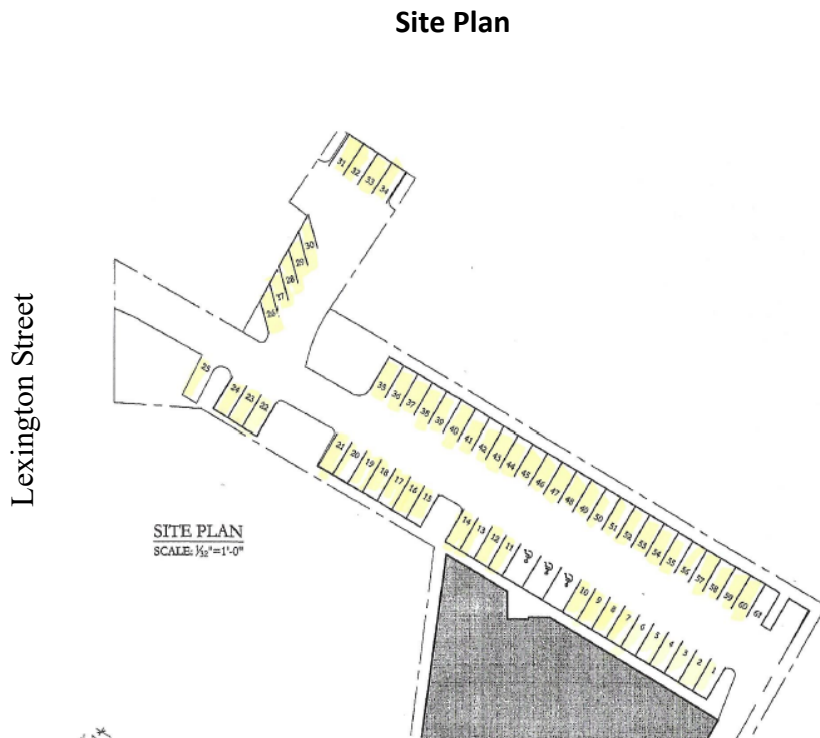 Site Plan
Lexington Street
31 32 33 34
30
29
28
27
26
25
24 23 22
35 36 37 38 39 40 41 42 43 44 45 46 47 48 49 50 51 52 53 54 55 56 57 58 59 60 61
21 20 19 18 17 16 15
14 13 12 11
10 9 8 7 6 5 4 3 2 1
SITE PLAN
SCALE: 1/32"=1'-0"